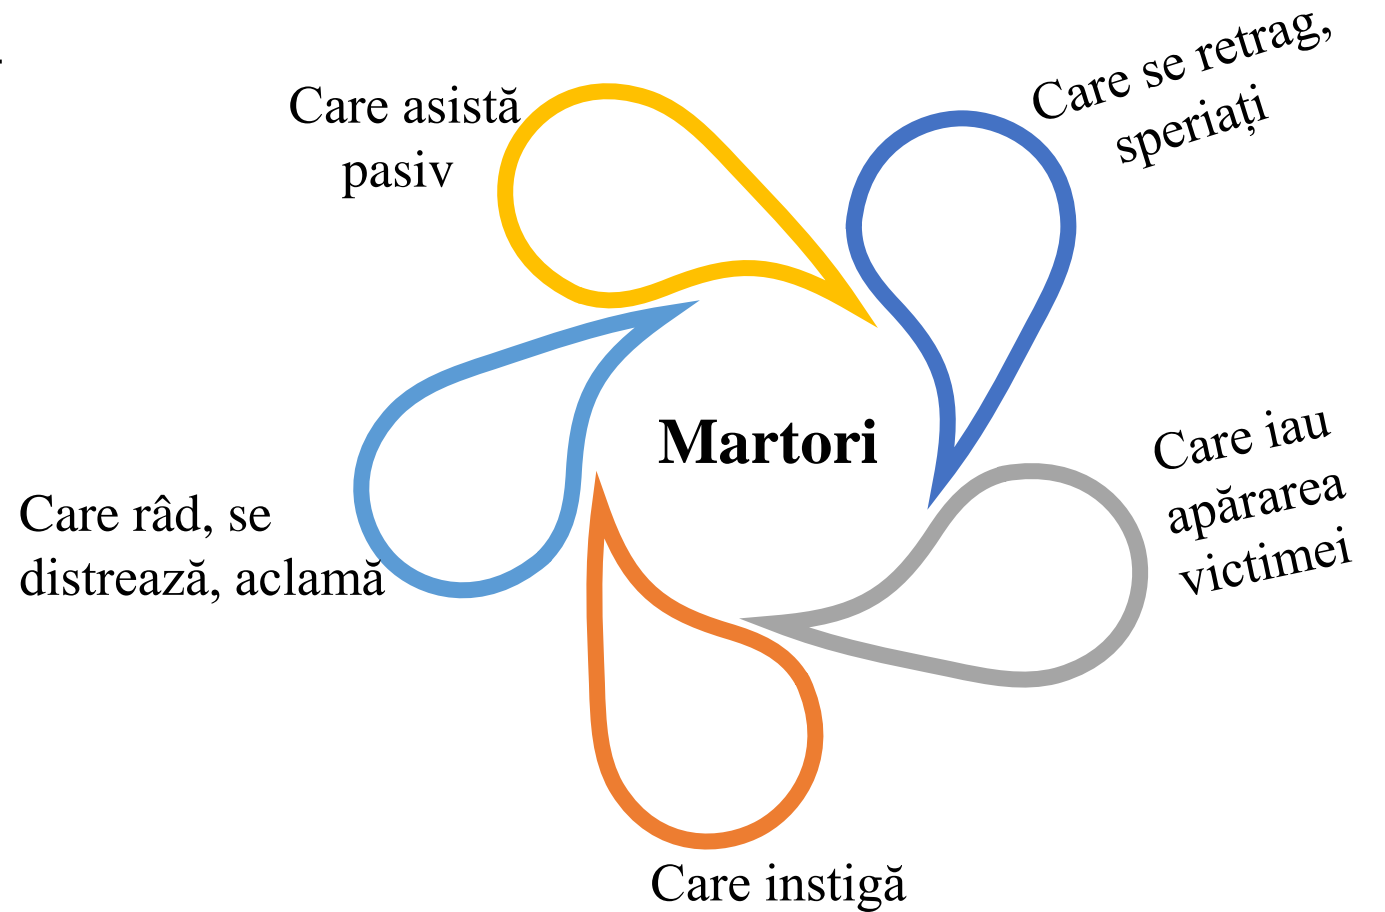 Care se retrag,
speriați
Care asistă
pasiv
Martori
Care iau
apărarea
victimei
Care râd, se
distrează, aclamă
Care instigă